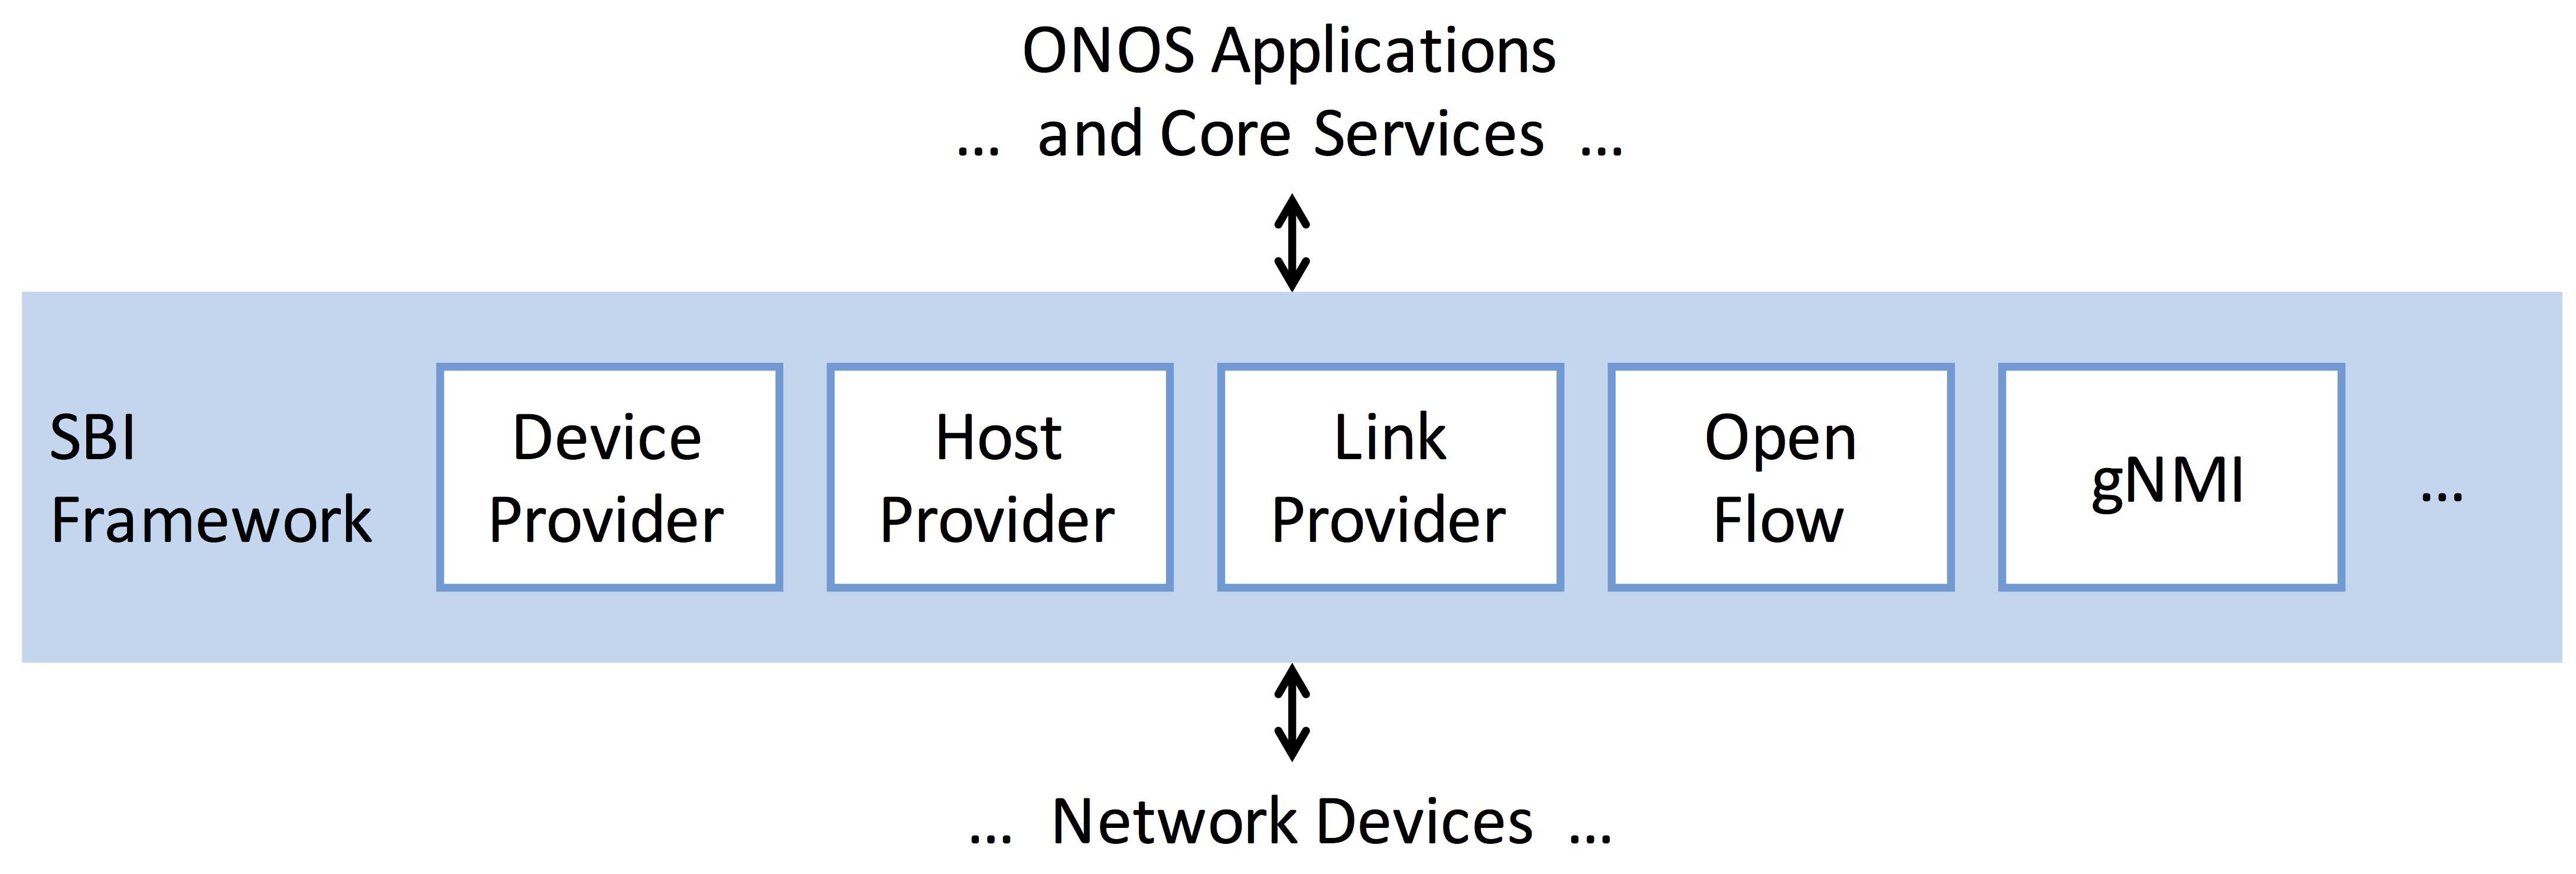 ONOS Applications
… and Core Services …
SBI
Framework
Device
Provider
Host
Provider
Link
Provider
Open
Flow
gNMI
…
… Network Devices …